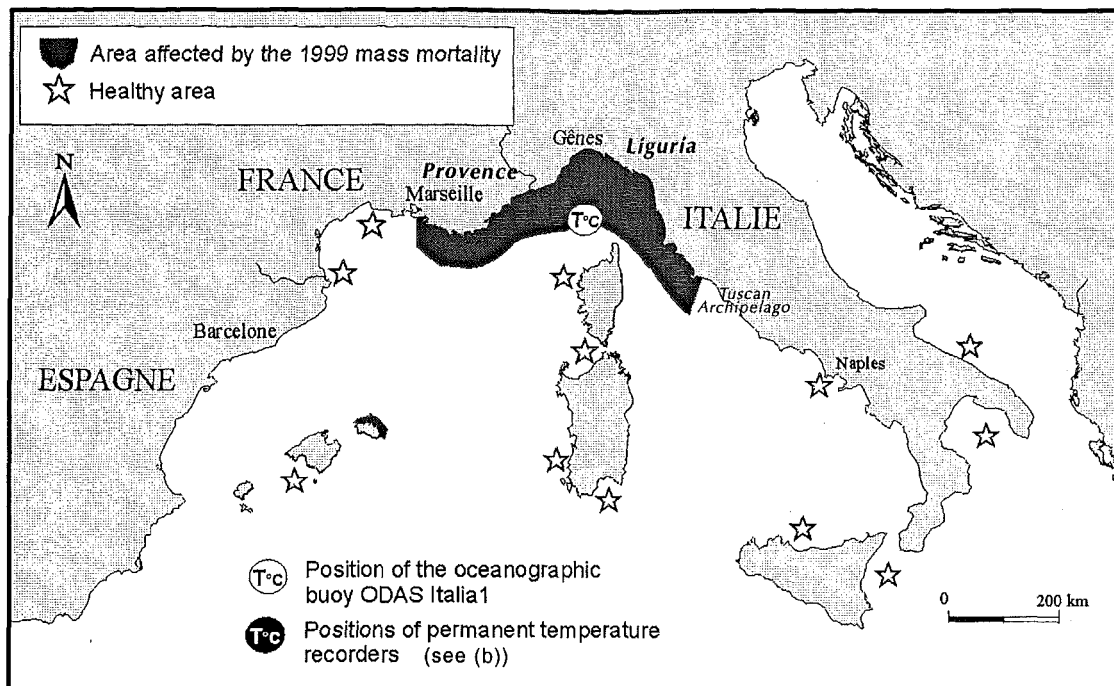 Area affected by the 1999 mass mortality
Healthy area
N
FRANCE
Provence
Marseille
Gênes
Liguria
T°C
ITALIE
Tuscan
Archipelago
Barcelone
ESPAGNE
Naples
T°C
Position of the oceanographic
buoy ODAS Italia1
T°C
Positions of permanent temperature
recorders (see (b))
0 200 km